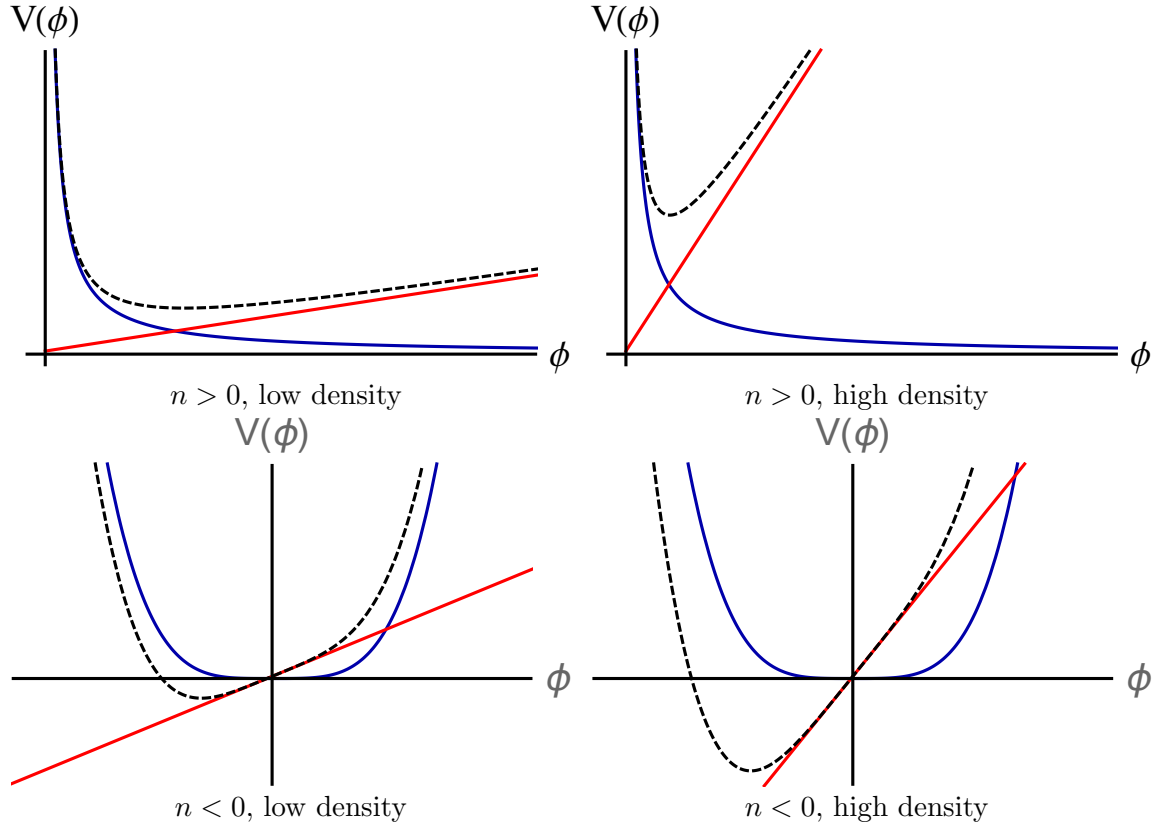 V(ϕ)
V(ϕ)
ϕ
ϕ
n > 0, low density
n > 0, high density
V(ϕ)
V(ϕ)
ϕ
ϕ
n < 0, low density
n < 0, high density